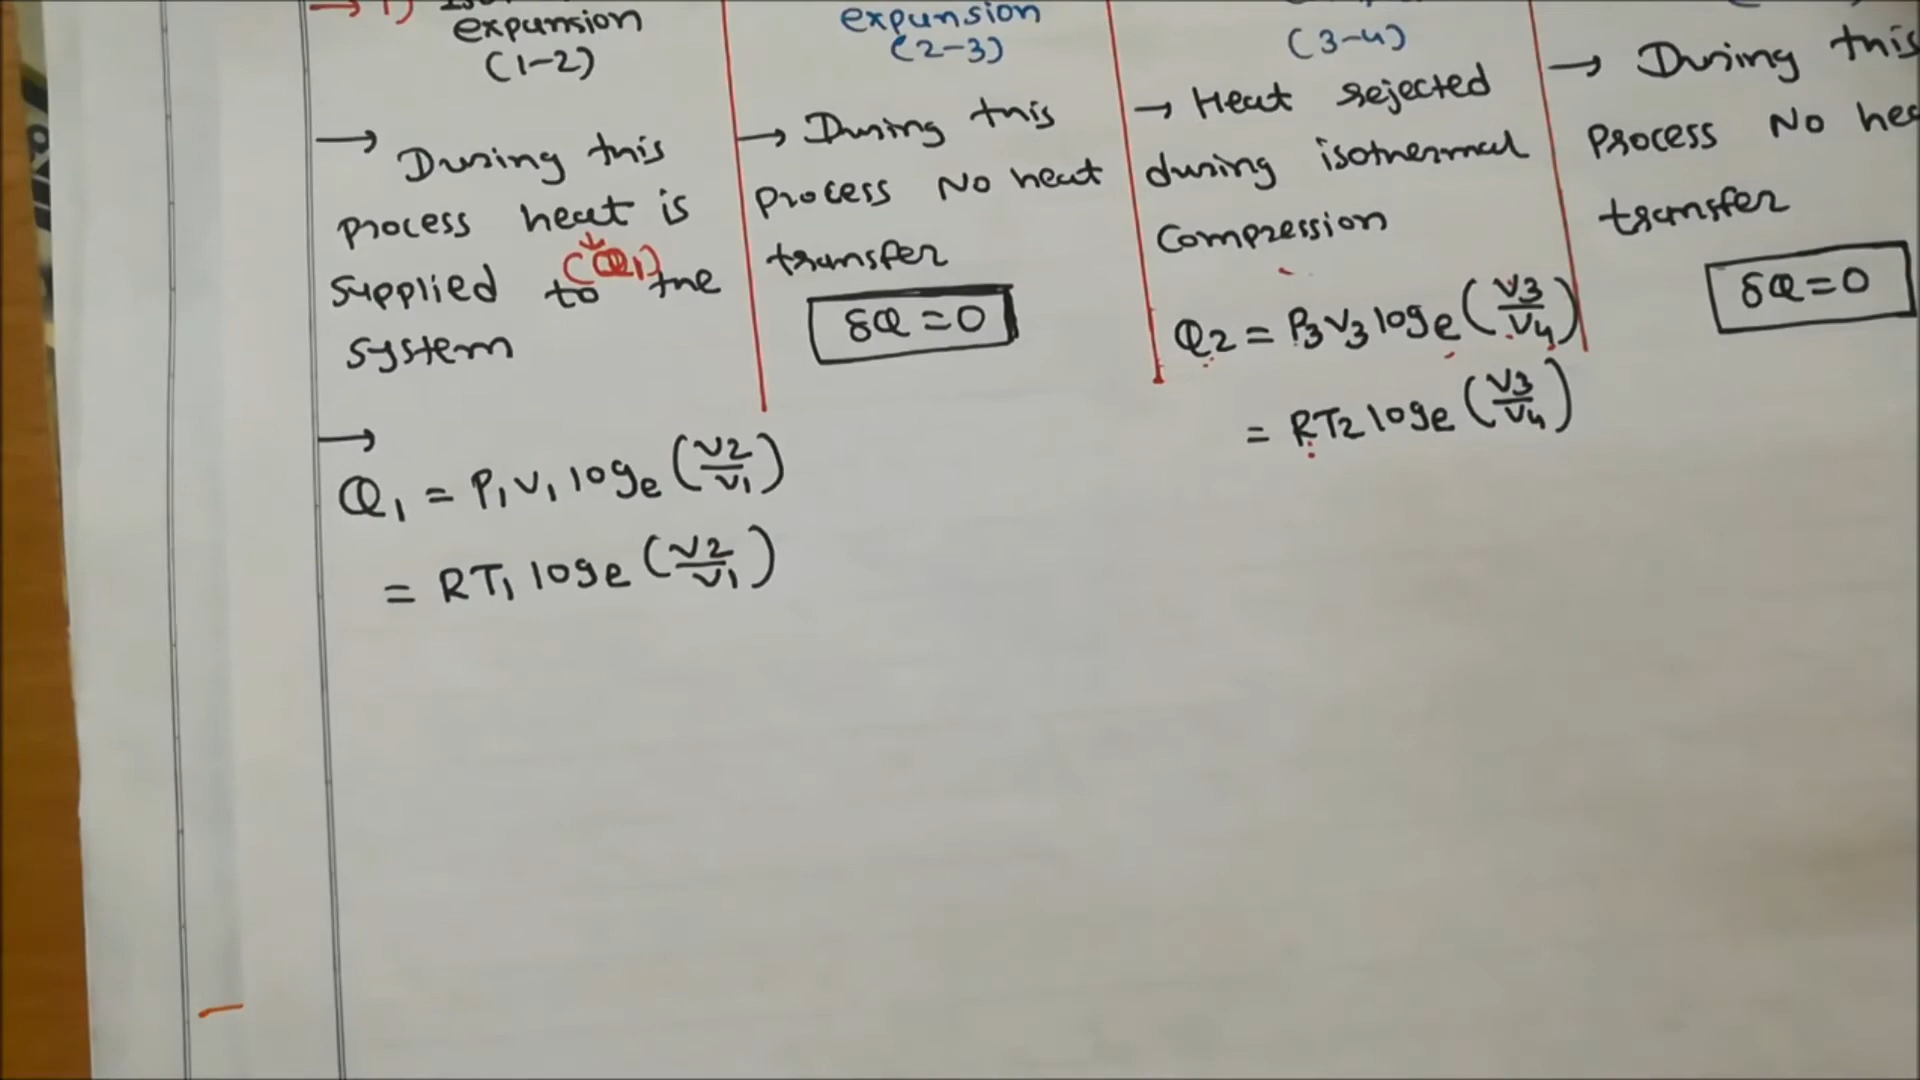 → 1)
expansion
(1-2)
→ During this
process heat is
(Q1)
supplied to the
system
→
Q1 = P1V1 loge (V2/V1)
= RT1 loge (V2/V1)
expansion
(2-3)
→ During this
process No heat
transfer
δQ=0
(3-4)
→ Heat rejected
during isothermal
compression
Q2 = P3V3 loge (V3/V4)
= RT2 loge (V3/V4)
→ During this
process No hea
transfer
δQ=0